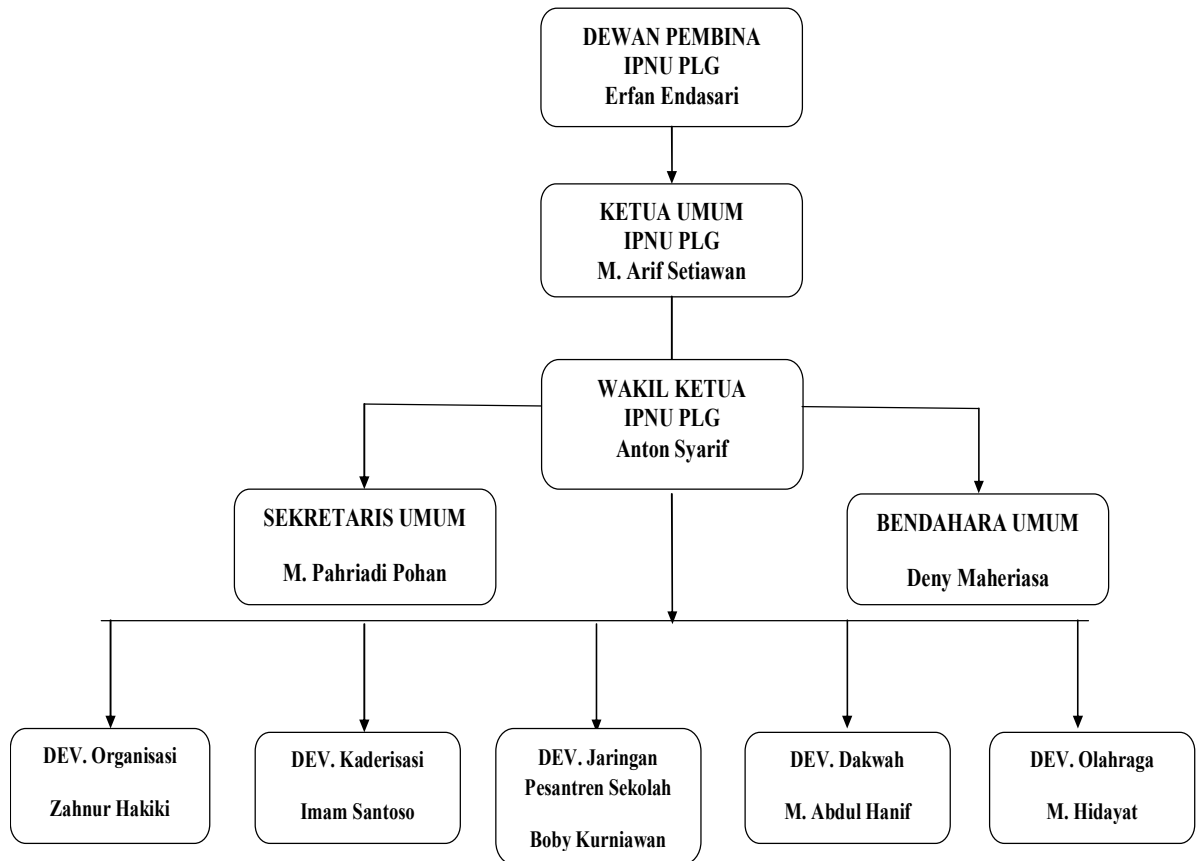 DEWAN PEMBINA
IPNU PLG
Erfan Endasari
KETUA UMUM
IPNU PLG
M. Arif Setiawan
WAKIL KETUA
IPNU PLG
Anton Syarif
SEKRETARIS UMUM
M. Pahriadi Pohan
BENDAHARA UMUM
Deny Maheriasa
DEV. Organisasi
Zahnur Hakiki
DEV. Kaderisasi
Imam Santoso
DEV. Jaringan
Pesantren Sekolah
Boby Kurniawan
DEV. Dakwah
M. Abdul Hanif
DEV. Olahraga
M. Hidayat